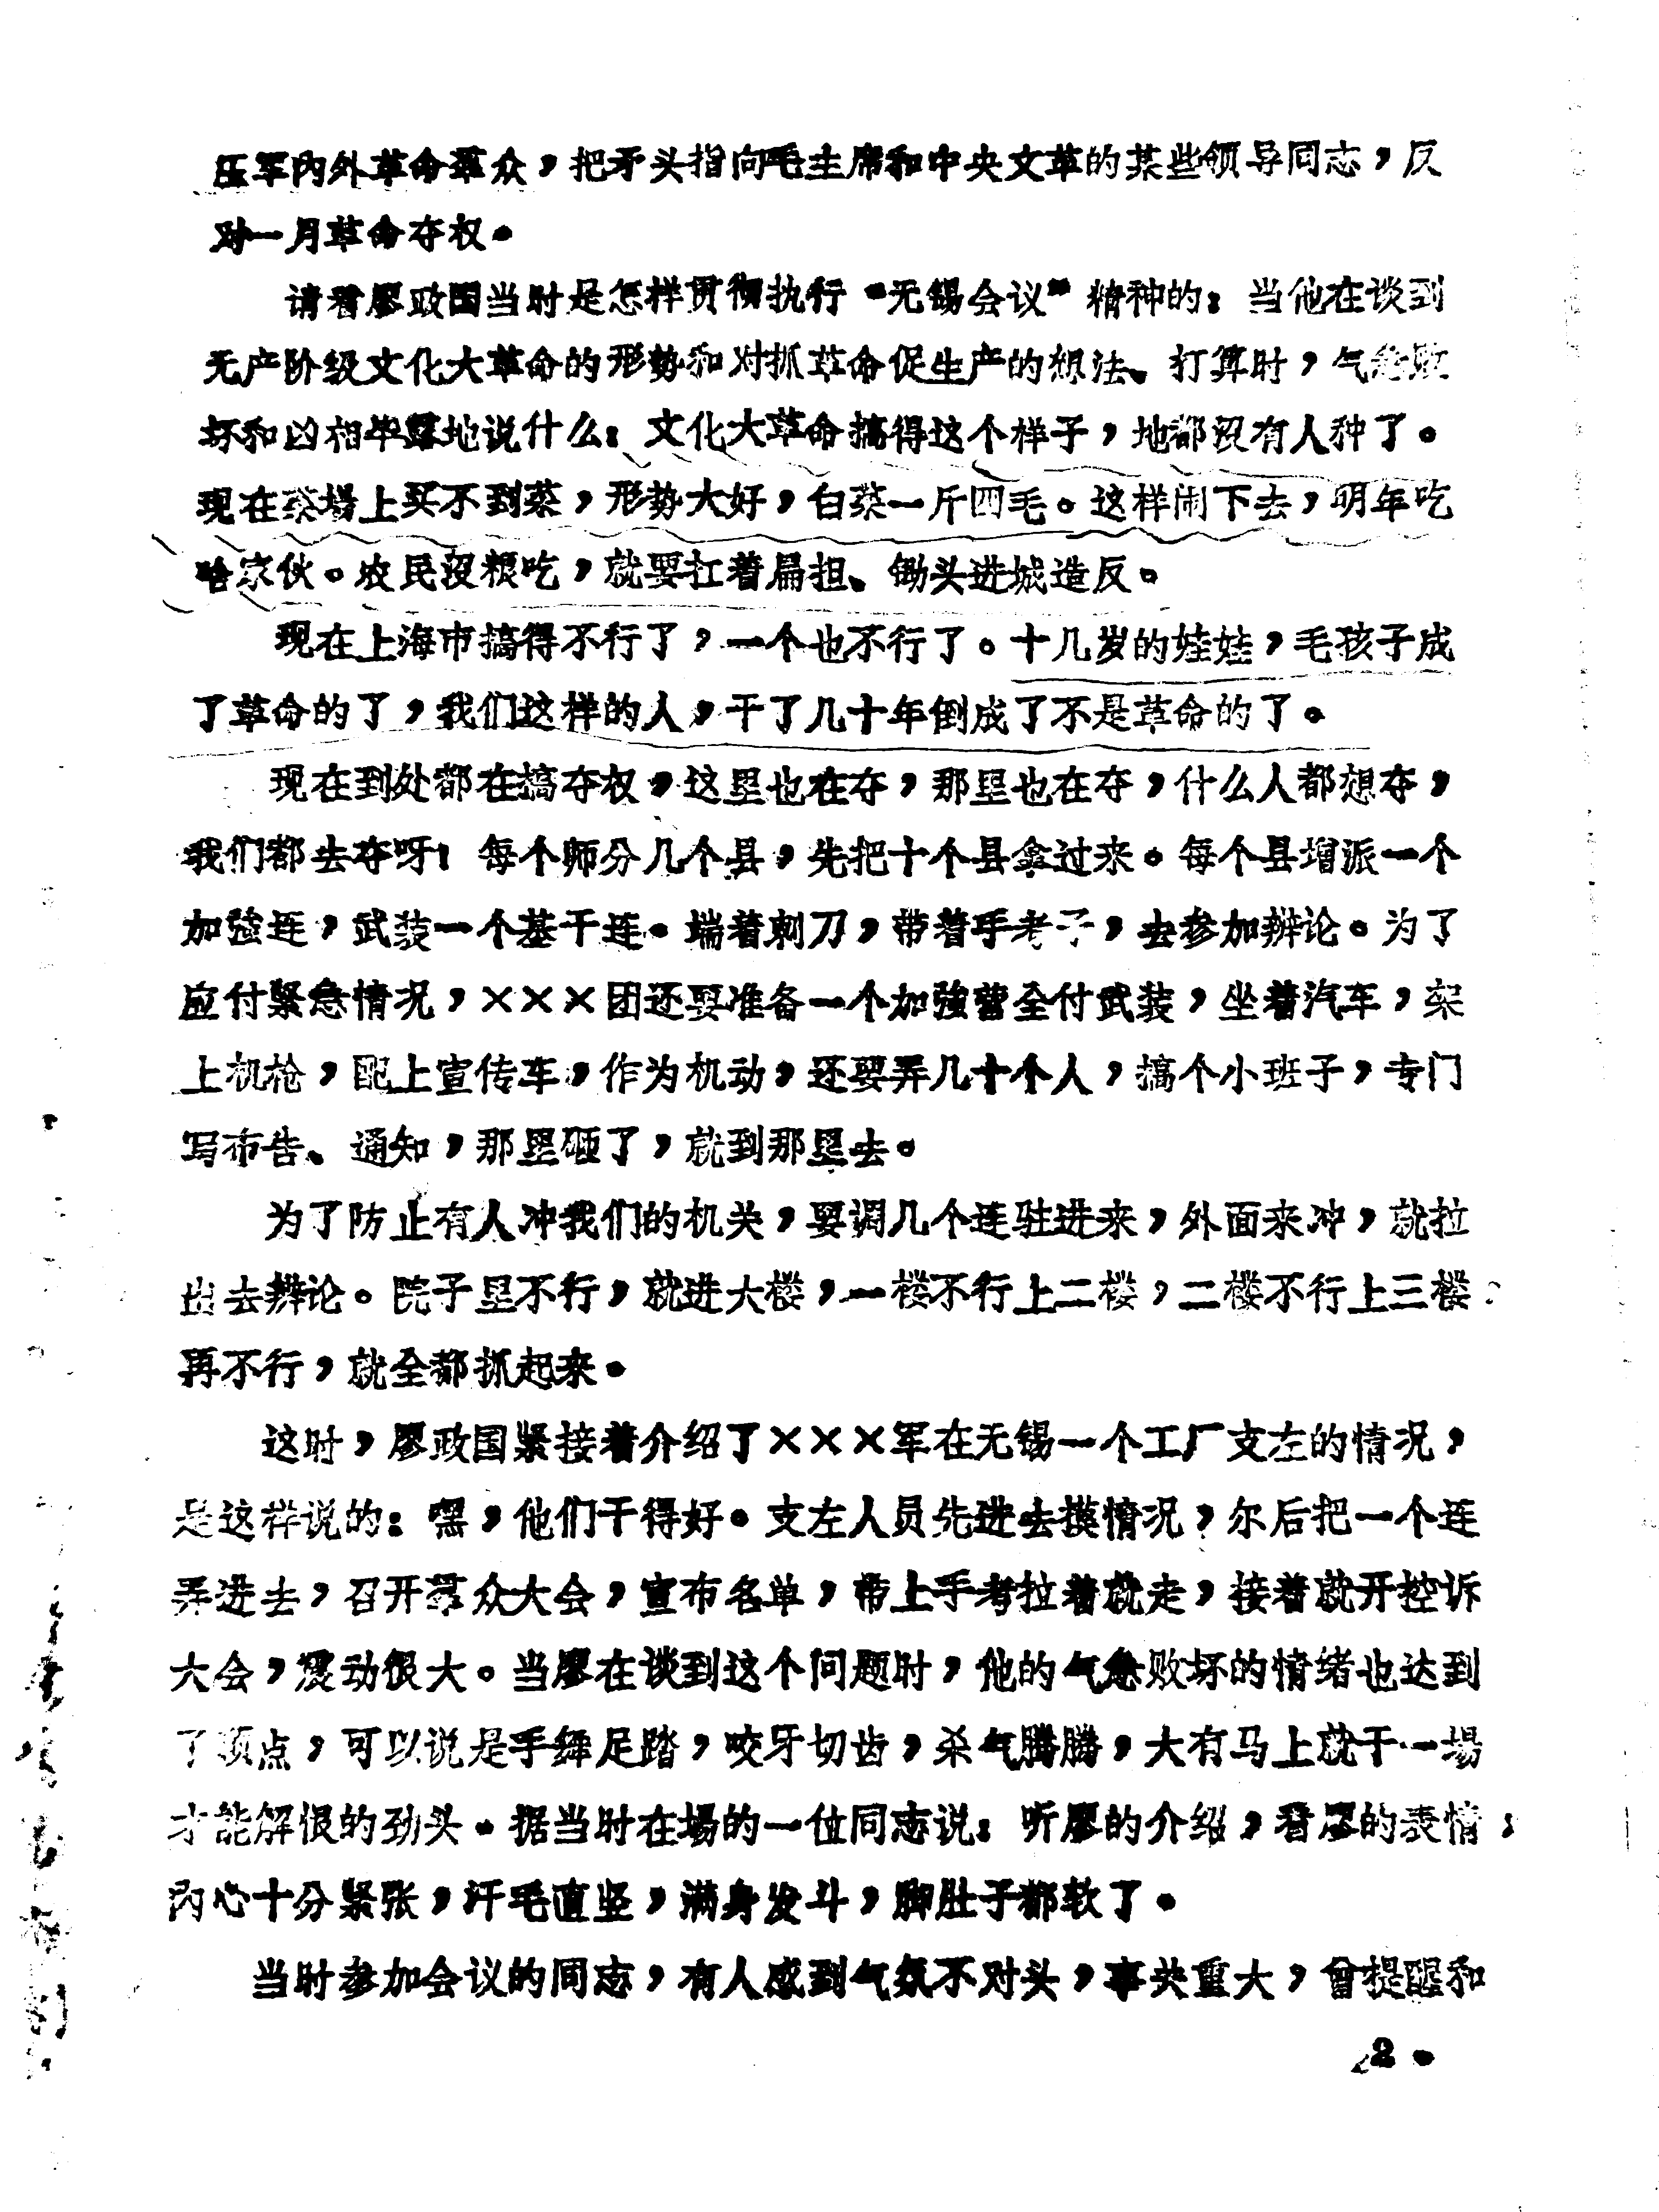 压军内外革命羣众，把矛头指向毛主席和中央文革的某些领导同志，反
对一月革命夺权。
请看廖政国当时是怎样贯彻执行“无锡会议”精神的：当他在谈到
无产阶级文化大革命的形势和对抓革命促生产的想法、打算时，气急败
坏和凶相毕露地说什么：文化大革命搞得这个样子，地都沒有人种了。
现在菜場上买不到菜，形势大好，白菜一斤四毛。这样闹下去，明年吃
啥家伙。农民沒粮吃，就要扛着扁担、锄头进城造反。
现在上海市搞得不行了，一个也不行了。十几岁的娃娃，毛孩子成
了革命的了，我们这样的人，干了几十年倒成了不是革命的了。
现在到处都在搞夺权，这里也在夺，那里也在夺，什么人都想夺，
我们都去夺呀！每个师分几个县，先把十个县拿过来。每个县增派一个
加强连，武装一个基干连。端着刺刀，带着手考子，去参加辩论。为了
应付紧急情况，×××团还要准备一个加強营全付武装，坐着汽车，架
上机枪，配上宣传车，作为机动，还要弄几十个人，搞个小班子，专门
写布告、通知，那里砸了，就到那里去。
为了防止有人冲我们的机关，要调几个连驻进来，外面来冲，就拉
出去辩论。院子里不行，就进大楼，一楼不行上二楼，二楼不行上三楼，
再不行，就全都抓起来。
这时，廖政国紧接着介绍了×××军在无锡一个工厂支左的情况，
是这样说的：嘿，他们干得好。支左人员先进去摸情况，尔后把一个连
弄进去，召开羣众大会，宣布名单，带上手考拉着就走，接着就开控诉
大会，震动很大。当廖在谈到这个问题时，他的气急败坏的情绪也达到
了顶点，可以说是手舞足踏，咬牙切齿，杀气腾腾，大有马上就干一場
才能解恨的劲头。据当时在場的一位同志说：听廖的介绍，看廖的表情，
内心十分紧张，汗毛直竖，满身发斗，脚肚子都软了。
当时参加会议的同志，有人感到气氛不对头，事关重大，曾提醒和
2。